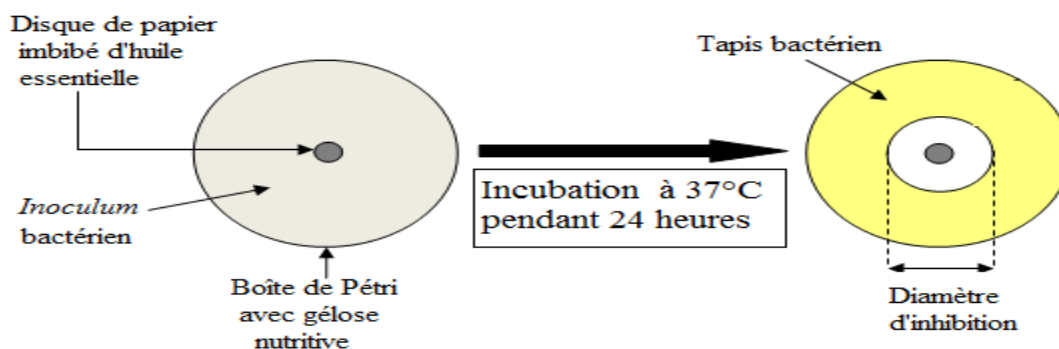 Disque de papier
imbibé d'huile
essentielle
Inoculum
bactérien
Boîte de Pétri
avec gélose
nutritive
Incubation à 37°C
pendant 24 heures
Tapis bactérien
Diamètre
d'inhibition